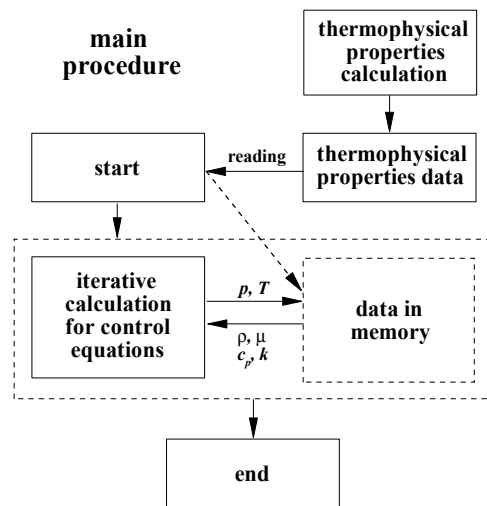 main
procedure
thermophysical
properties
calculation
start
reading
thermophysical
properties data
iterative
calculation
for control
equations
p, T
ρ, μ
c_p, k
data in
memory
end